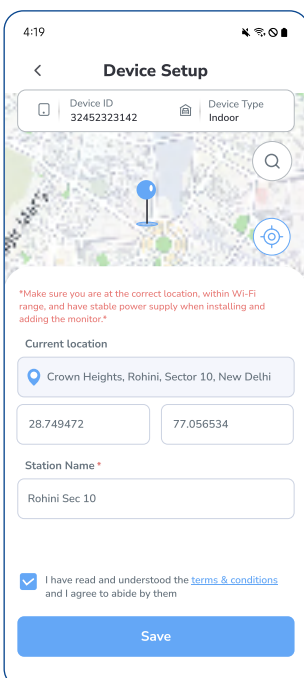 4:19
Device Setup
Device ID
32452323142
Device Type
Indoor
*Make sure you are at the correct location, within Wi-Fi
range, and have stable power supply when installing and
adding the monitor.*
Current location
Crown Heights, Rohini, Sector 10, New Delhi
28.749472
77.056534
Station Name *
Rohini Sec 10
I have read and understood the terms & conditions
and I agree to abide by them
Save